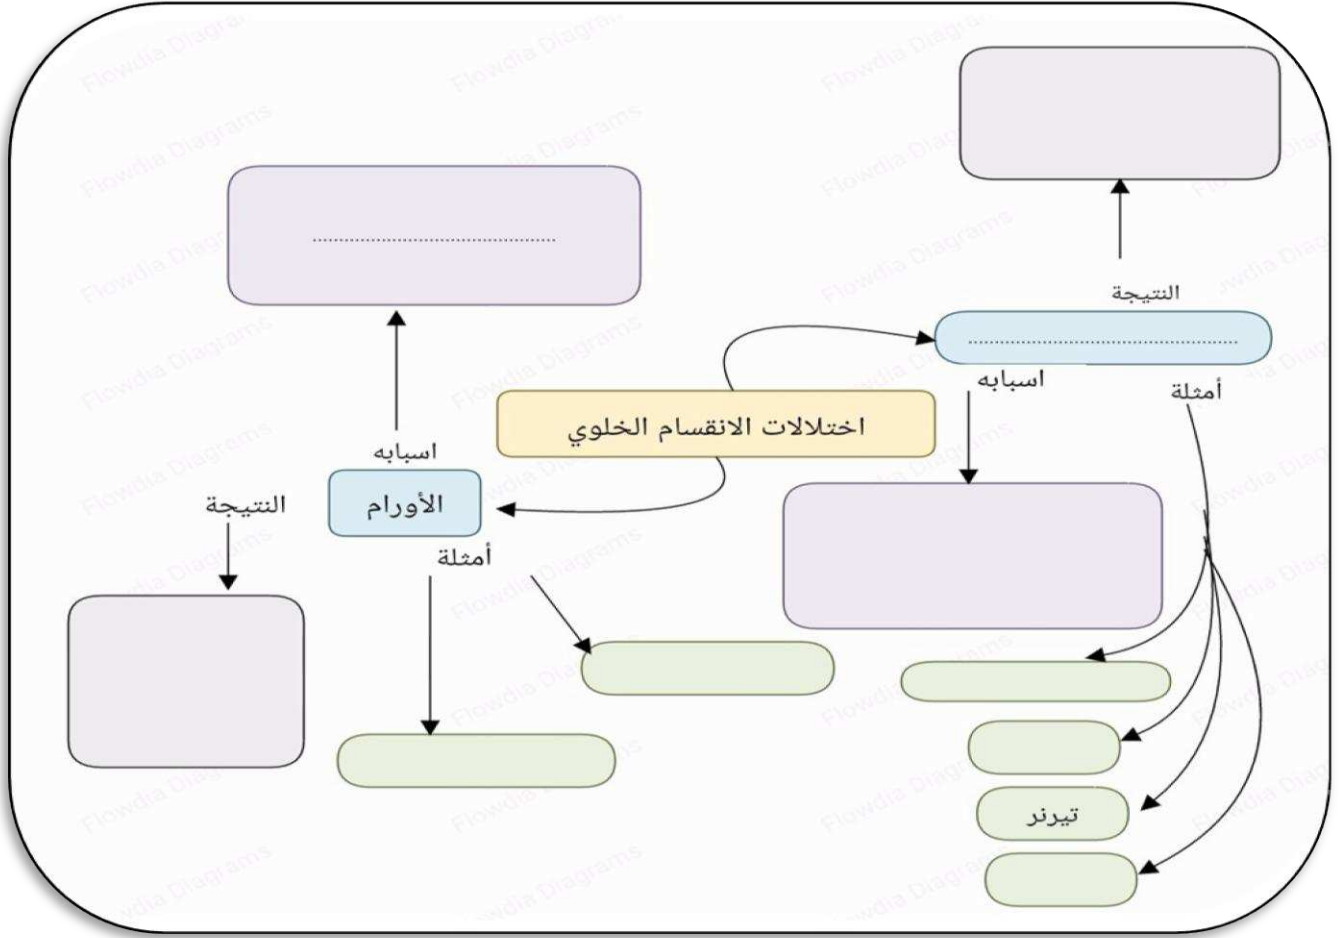 النتيجة
........................................
اسبابه
أمثلة
اختلالات الانقسام الخلوي
........................................
اسبابه
الأورام
النتيجة
أمثلة
تيرنر
Flowdia Diagrams